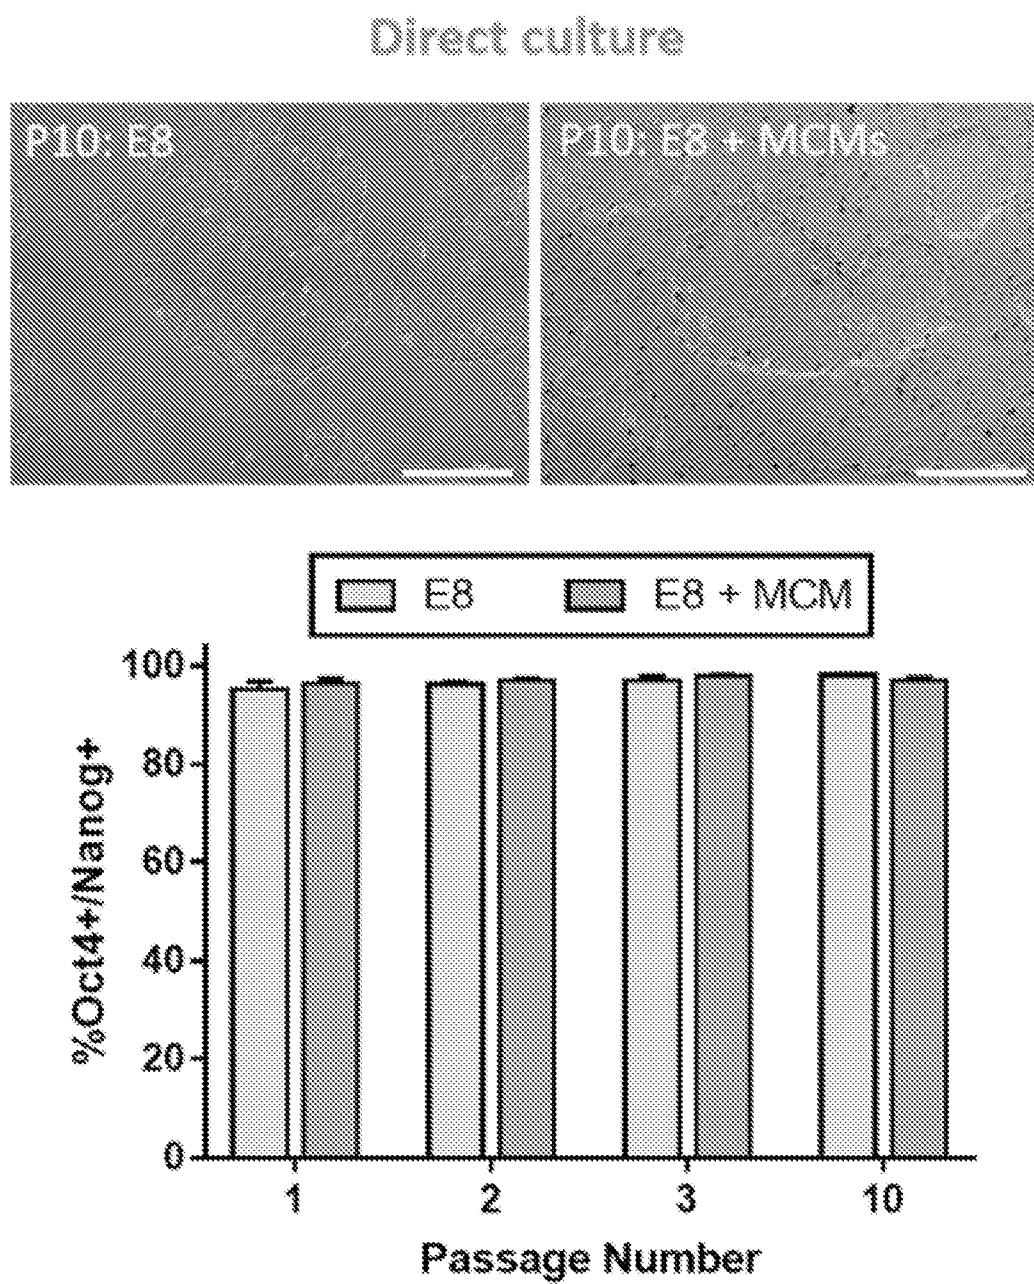 Direct culture
P10: E8
P10: E8 + MCMs
E8
E8 + MCM
%Oct4+/Nanog+
100
80
60
40
20
0
1
2
3
10
Passage Number